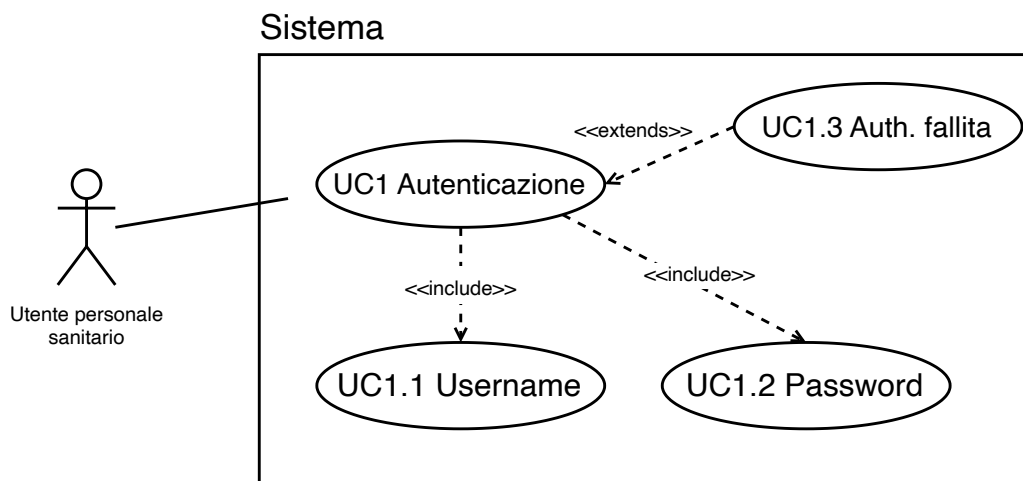 Sistema
UC1.3 Auth. fallita
<<extends>>
UC1 Autenticazione
<<include>>
<<include>>
Utente personale
sanitario
UC1.1 Username
UC1.2 Password